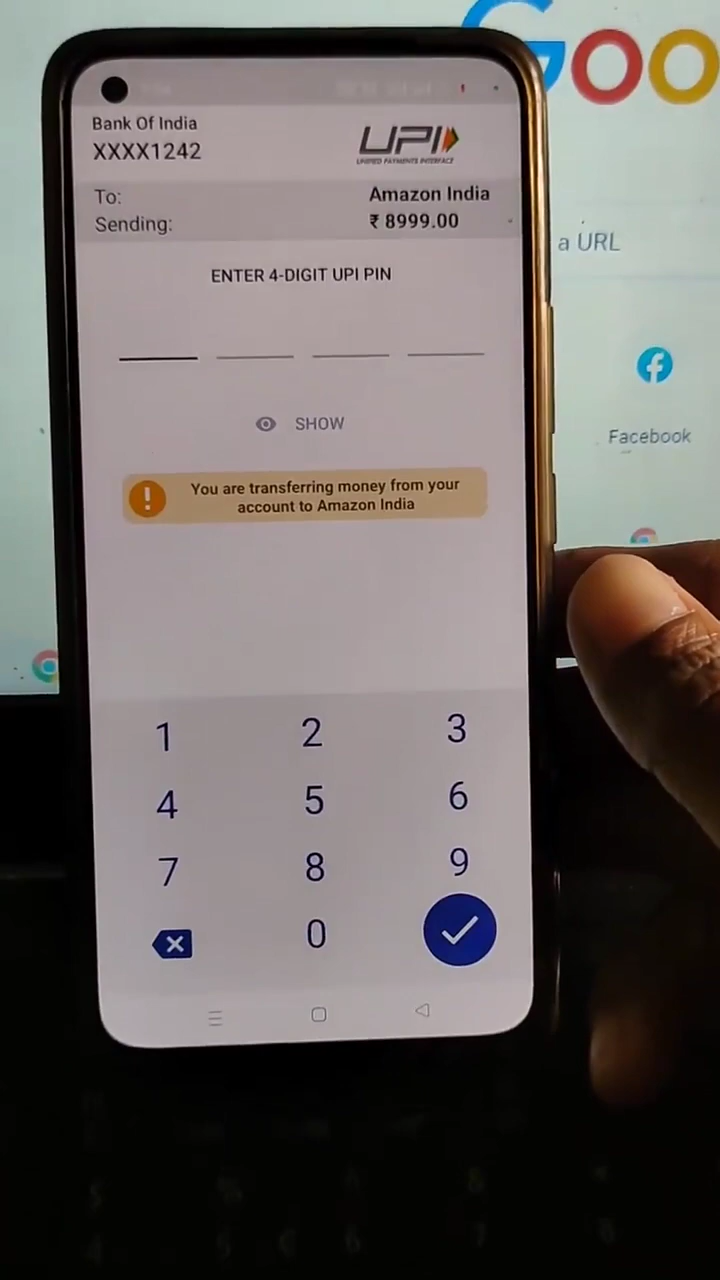 Goo
Bank Of India
XXXX1242
UPI
UNIFIED PAYMENTS INTERFACE
To:
Amazon India
Sending:
₹ 8999.00
a URL
ENTER 4-DIGIT UPI PIN
SHOW
Facebook
!
You are transferring money from your
account to Amazon India
1 2 3
4 5 6
7 8 9
0